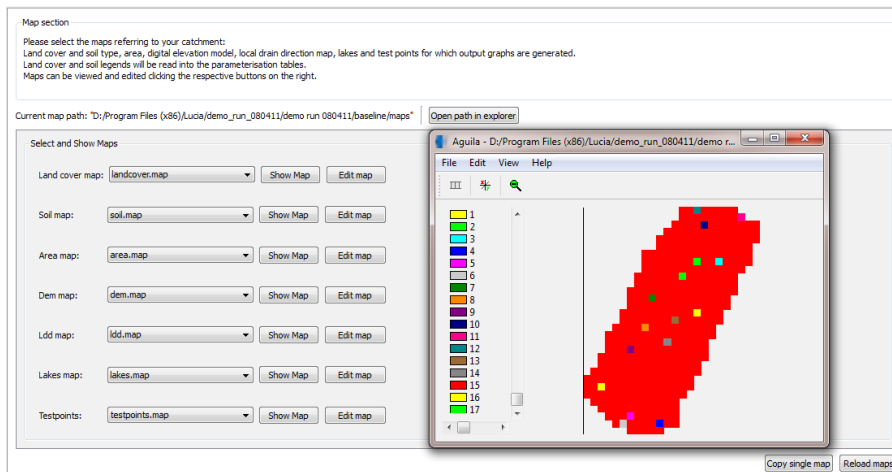 Map section
Please select the maps referring to your catchment:
Land cover and soil type, area, digital elevation model, local drain direction map, lakes and test points for which output graphs are generated.
Land cover and soil legends will be read into the parameterisation tables.
Maps can be viewed and edited clicking the respective buttons on the right.
Current map path: "D:/Program Files (x86)/Lucia/demo_run_080411/demo run 080411/baseline/maps" Open path in explorer
Select and Show Maps
Land cover map: landcover.map Show Map Edit map
Soil map: soil.map Show Map Edit map
Area map: area.map Show Map Edit map
Dem map: dem.map Show Map Edit map
Ldd map: ldd.map Show Map Edit map
Lakes map: lakes.map Show Map Edit map
Testpoints: testpoints.map Show Map Edit map
Aguila - D:/Program Files (x86)/Lucia/demo_run_080411/demo r...
File Edit View Help
1
2
3
4
5
6
7
8
9
10
11
12
13
14
15
16
17
Copy single map Reload maps